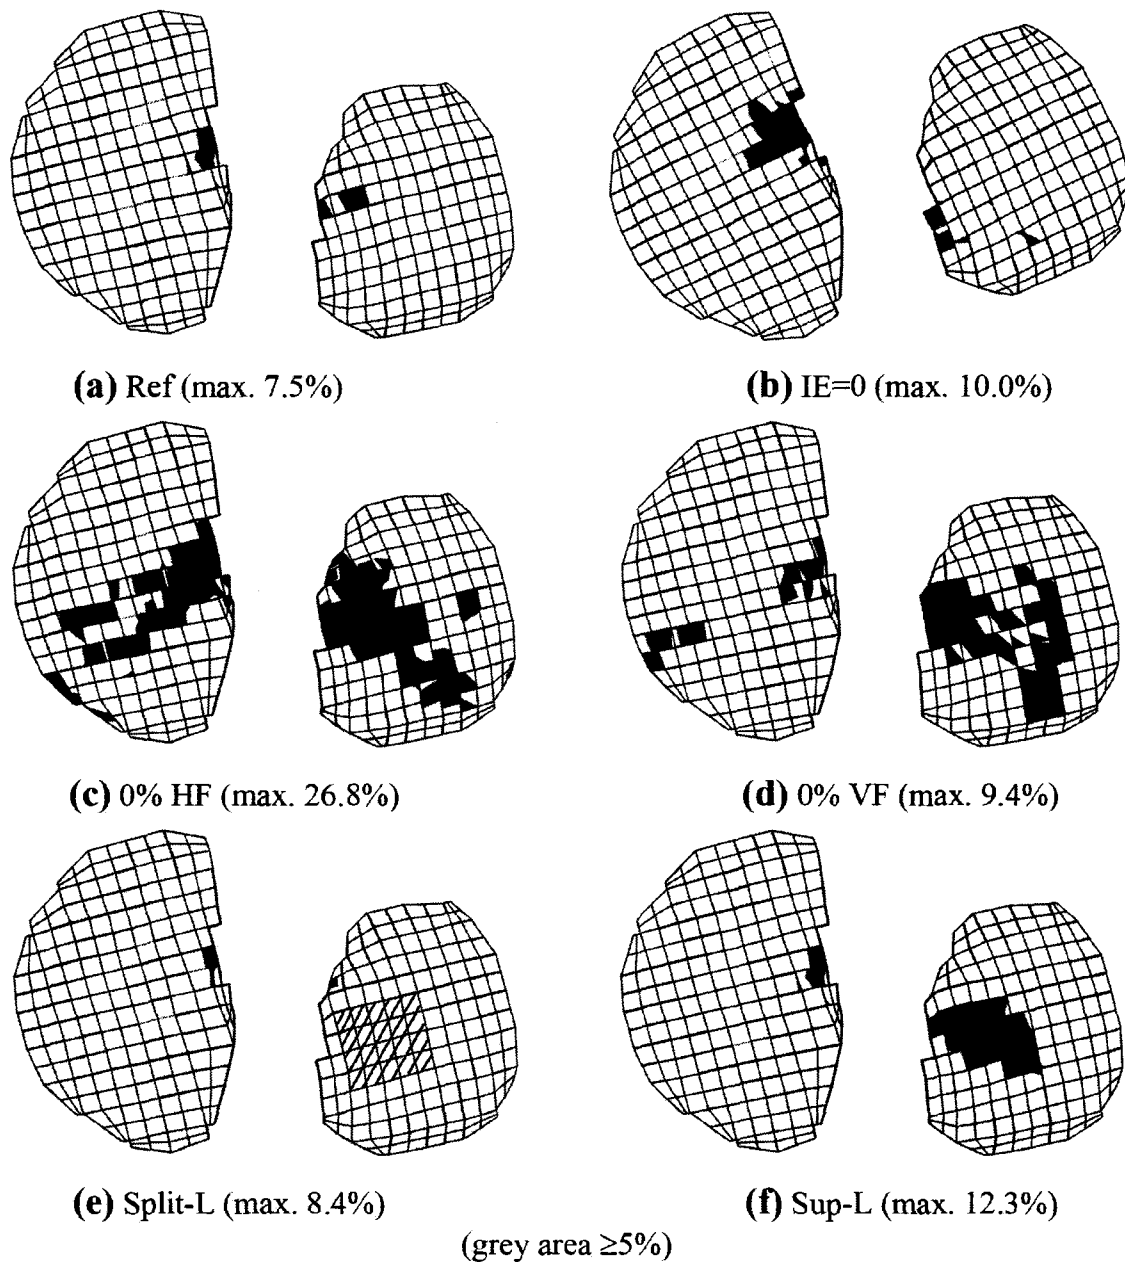 (a) Ref (max. 7.5%)
(b) IE=0 (max. 10.0%)
(c) 0% HF (max. 26.8%)
(d) 0% VF (max. 9.4%)
(e) Split-L (max. 8.4%)
(f) Sup-L (max. 12.3%)
(grey area ≥5%)